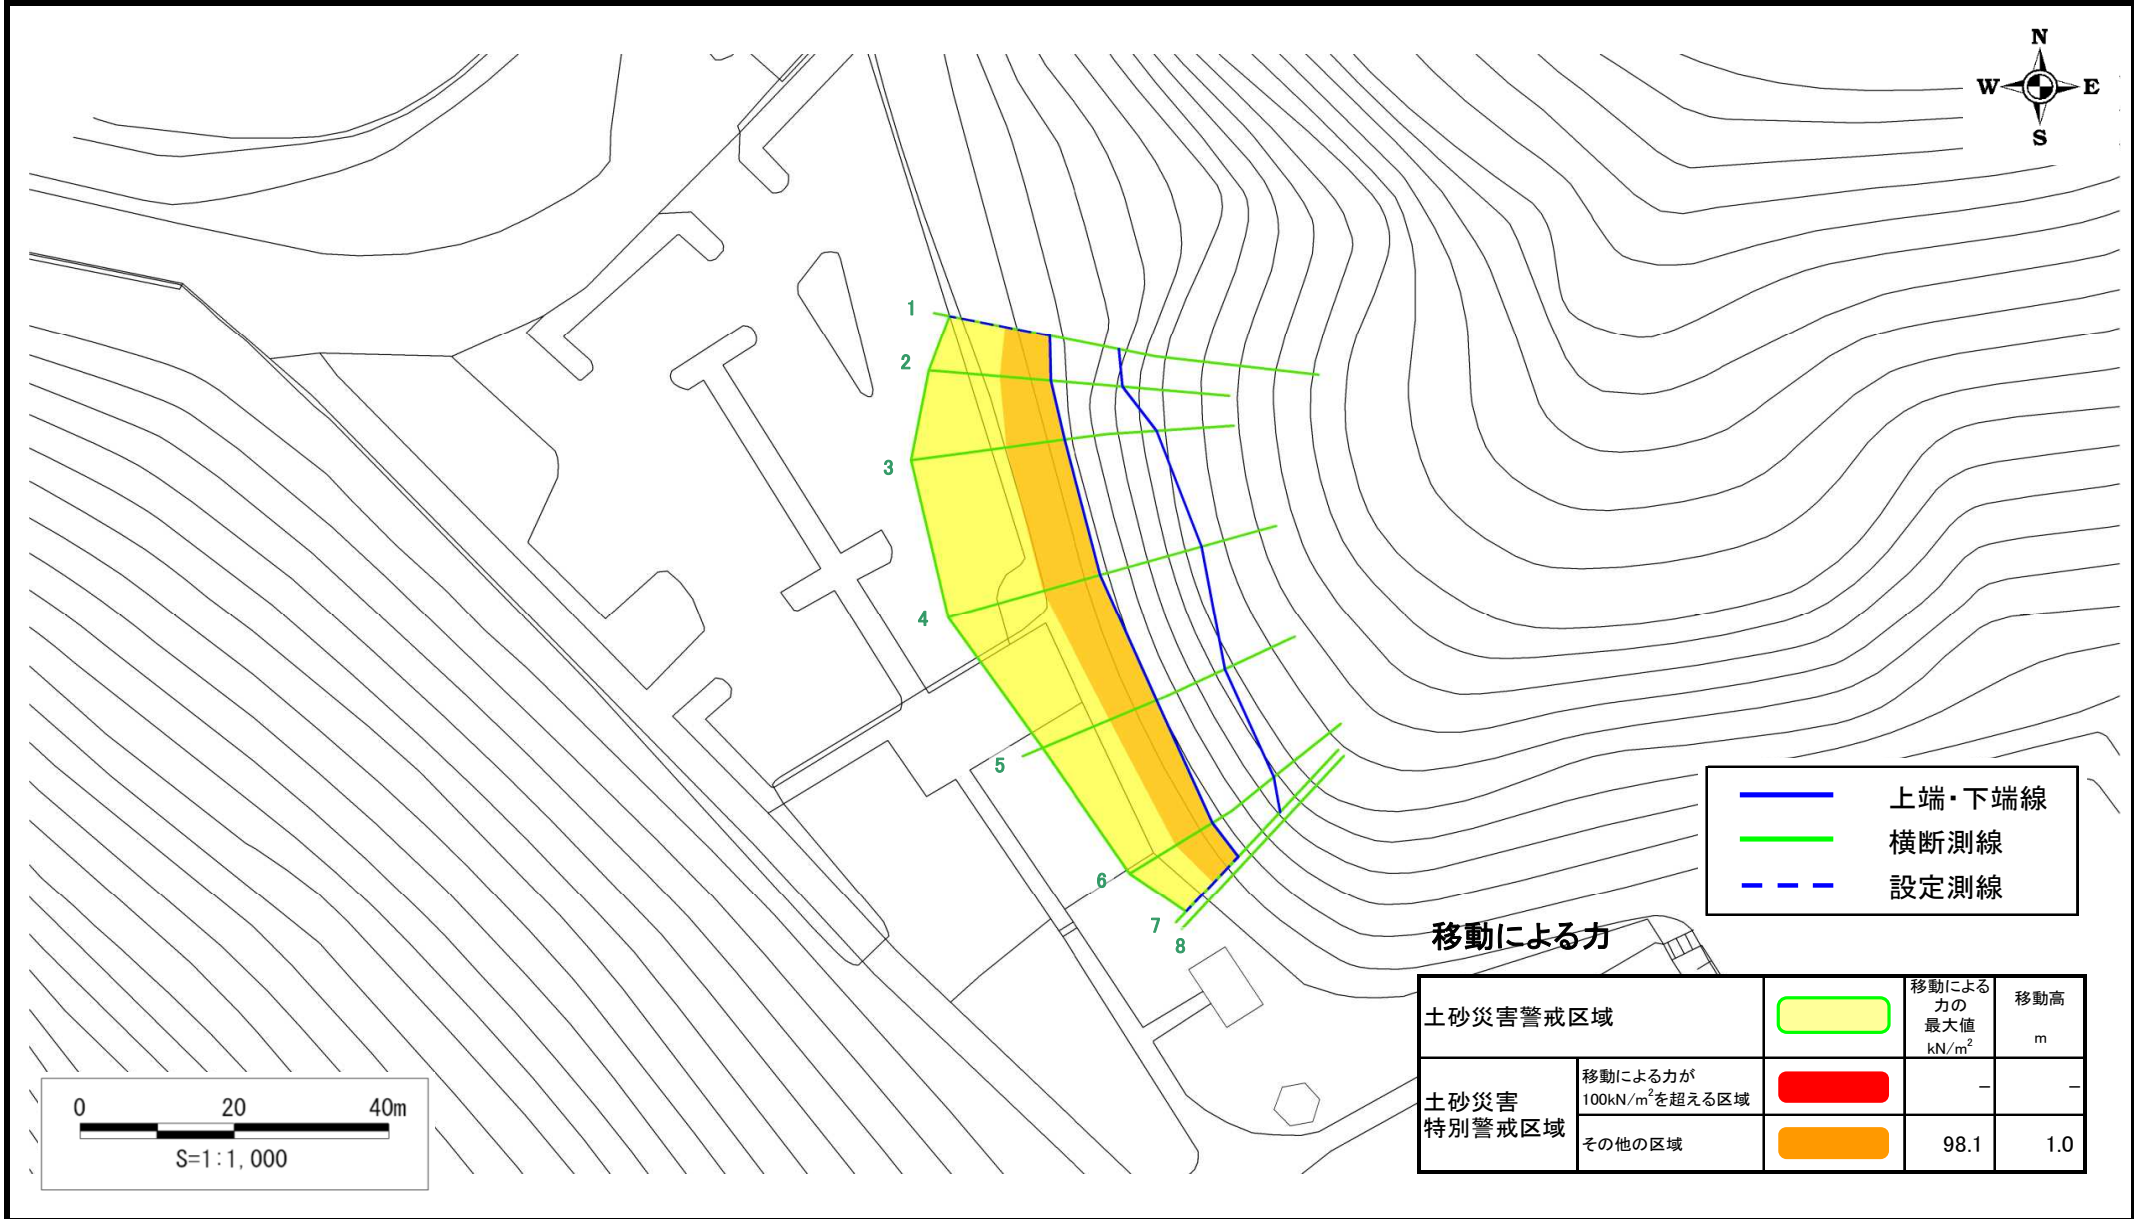 N
W E
S
1
2
3
4
5
6
7
8
上端・下端線
横断測線
設定測線
移動による力
土砂災害警戒区域
移動による
力の
最大値
kN/m²
移動高
m
土砂災害
特別警戒区域
移動による力が
100kN/m²を超える区域
－ －
その他の区域
98.1 1.0
0 20 40m
S=1:1,000